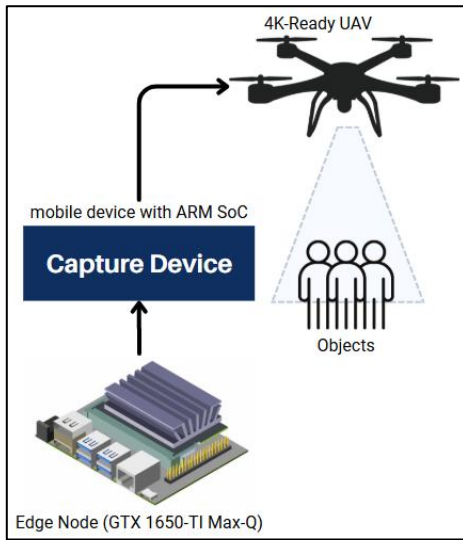 4K-Ready UAV
mobile device with ARM SoC
Capture Device
Objects
Edge Node (GTX 1650-TI Max-Q)